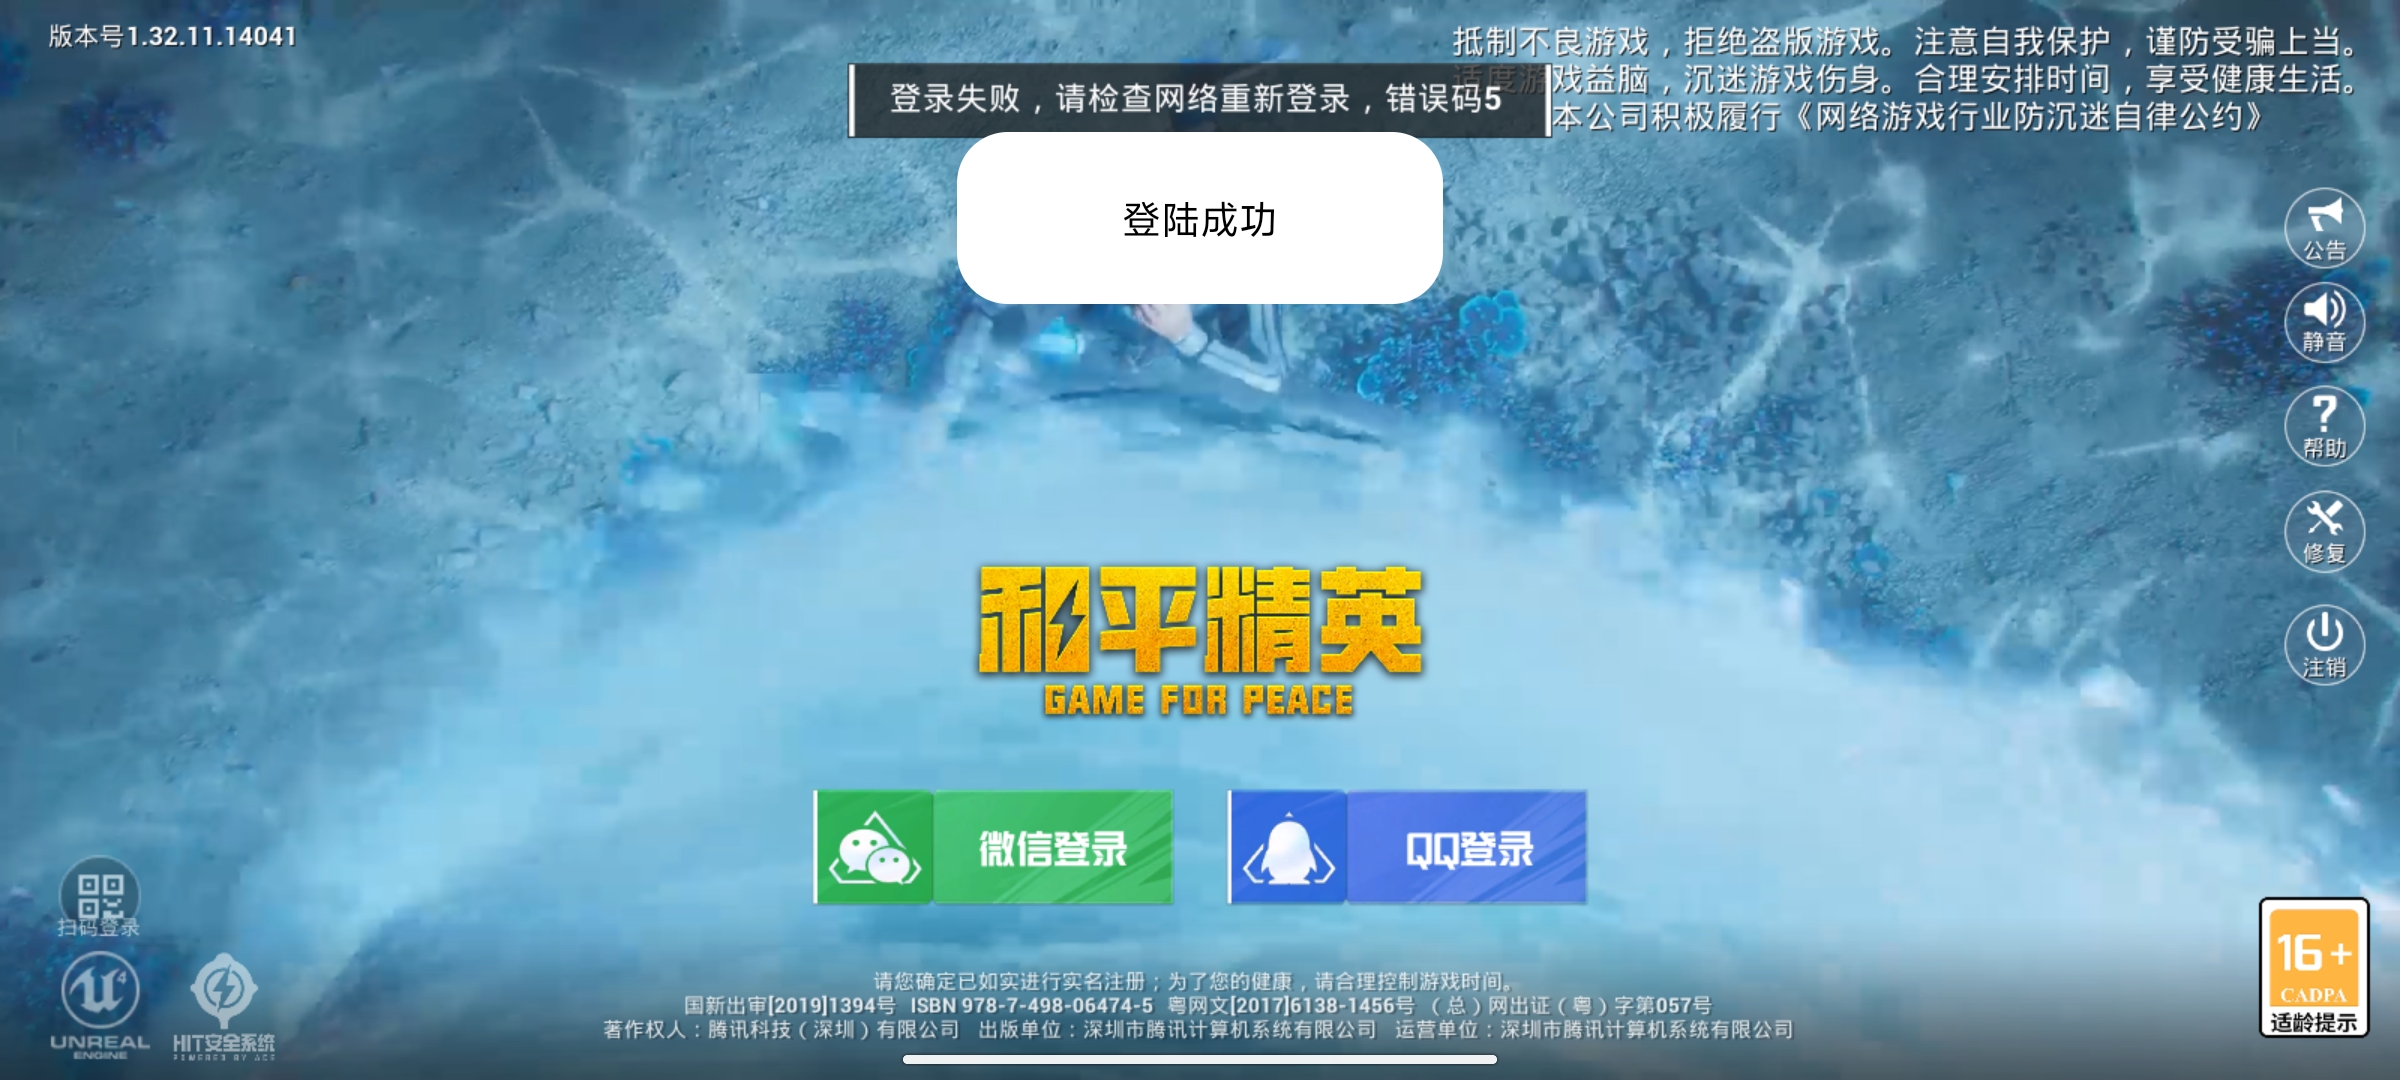 版本号1.32.11.14041
抵制不良游戏，拒绝盗版游戏。注意自我保护，谨防受骗上当。
适度游戏益脑，沉迷游戏伤身。合理安排时间，享受健康生活。
本公司积极履行《网络游戏行业防沉迷自律公约》
登录失败，请检查网络重新登录，错误码5
登陆成功
公告
静音
帮助
修复
注销
和平精英
GAME FOR PEACE
微信登录
QQ登录
扫码登录
UNREAL
ENGINE
HIT安全系统
POWERED BY ACE
16+
CADPA
适龄提示
请您确定已如实进行实名注册；为了您的健康，请合理控制游戏时间。
国新出审[2019]1394号 ISBN 978-7-498-06474-5 粤网文[2017]6138-1456号 （总）网出证（粤）字第057号
著作权人：腾讯科技（深圳）有限公司 出版单位：深圳市腾讯计算机系统有限公司 运营单位：深圳市腾讯计算机系统有限公司